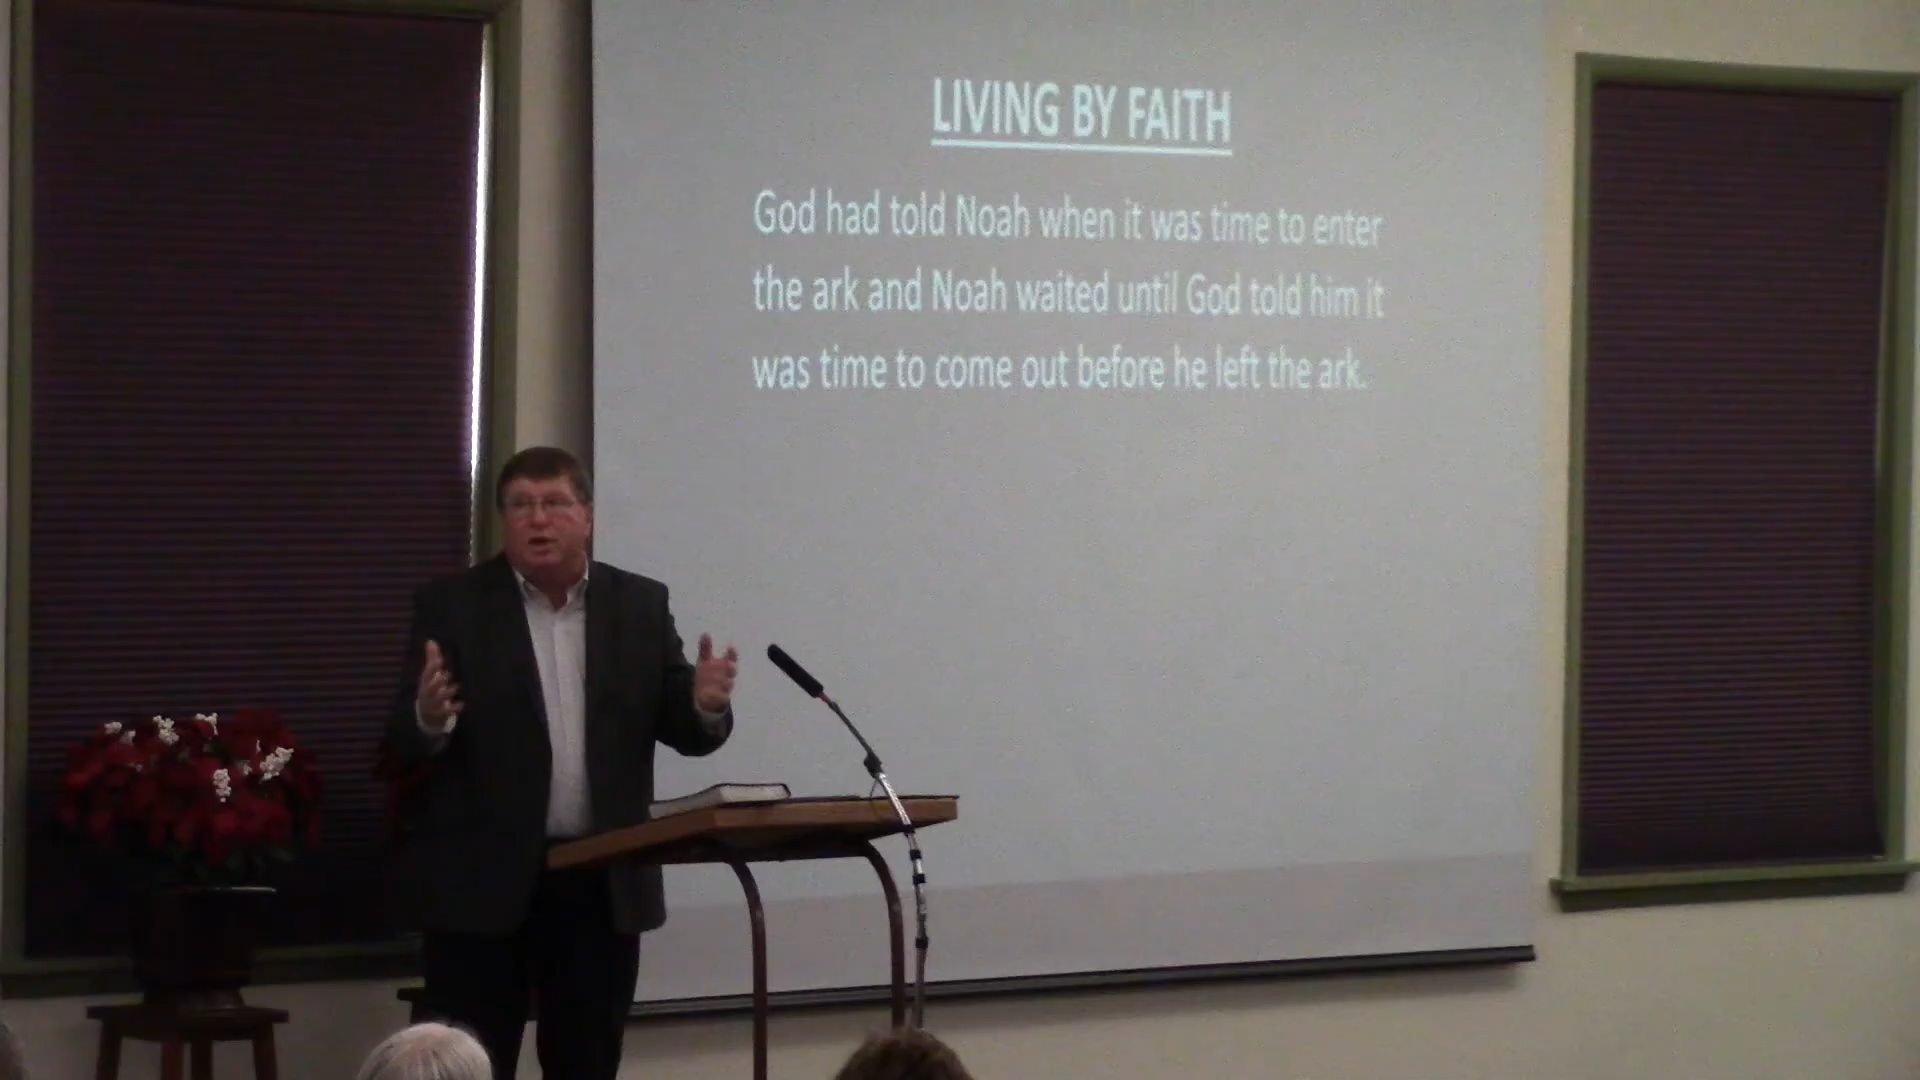 LIVING BY FAITH
God had told Noah when it was time to enter
the ark and Noah waited until God told him it
was time to come out before he left the ark.